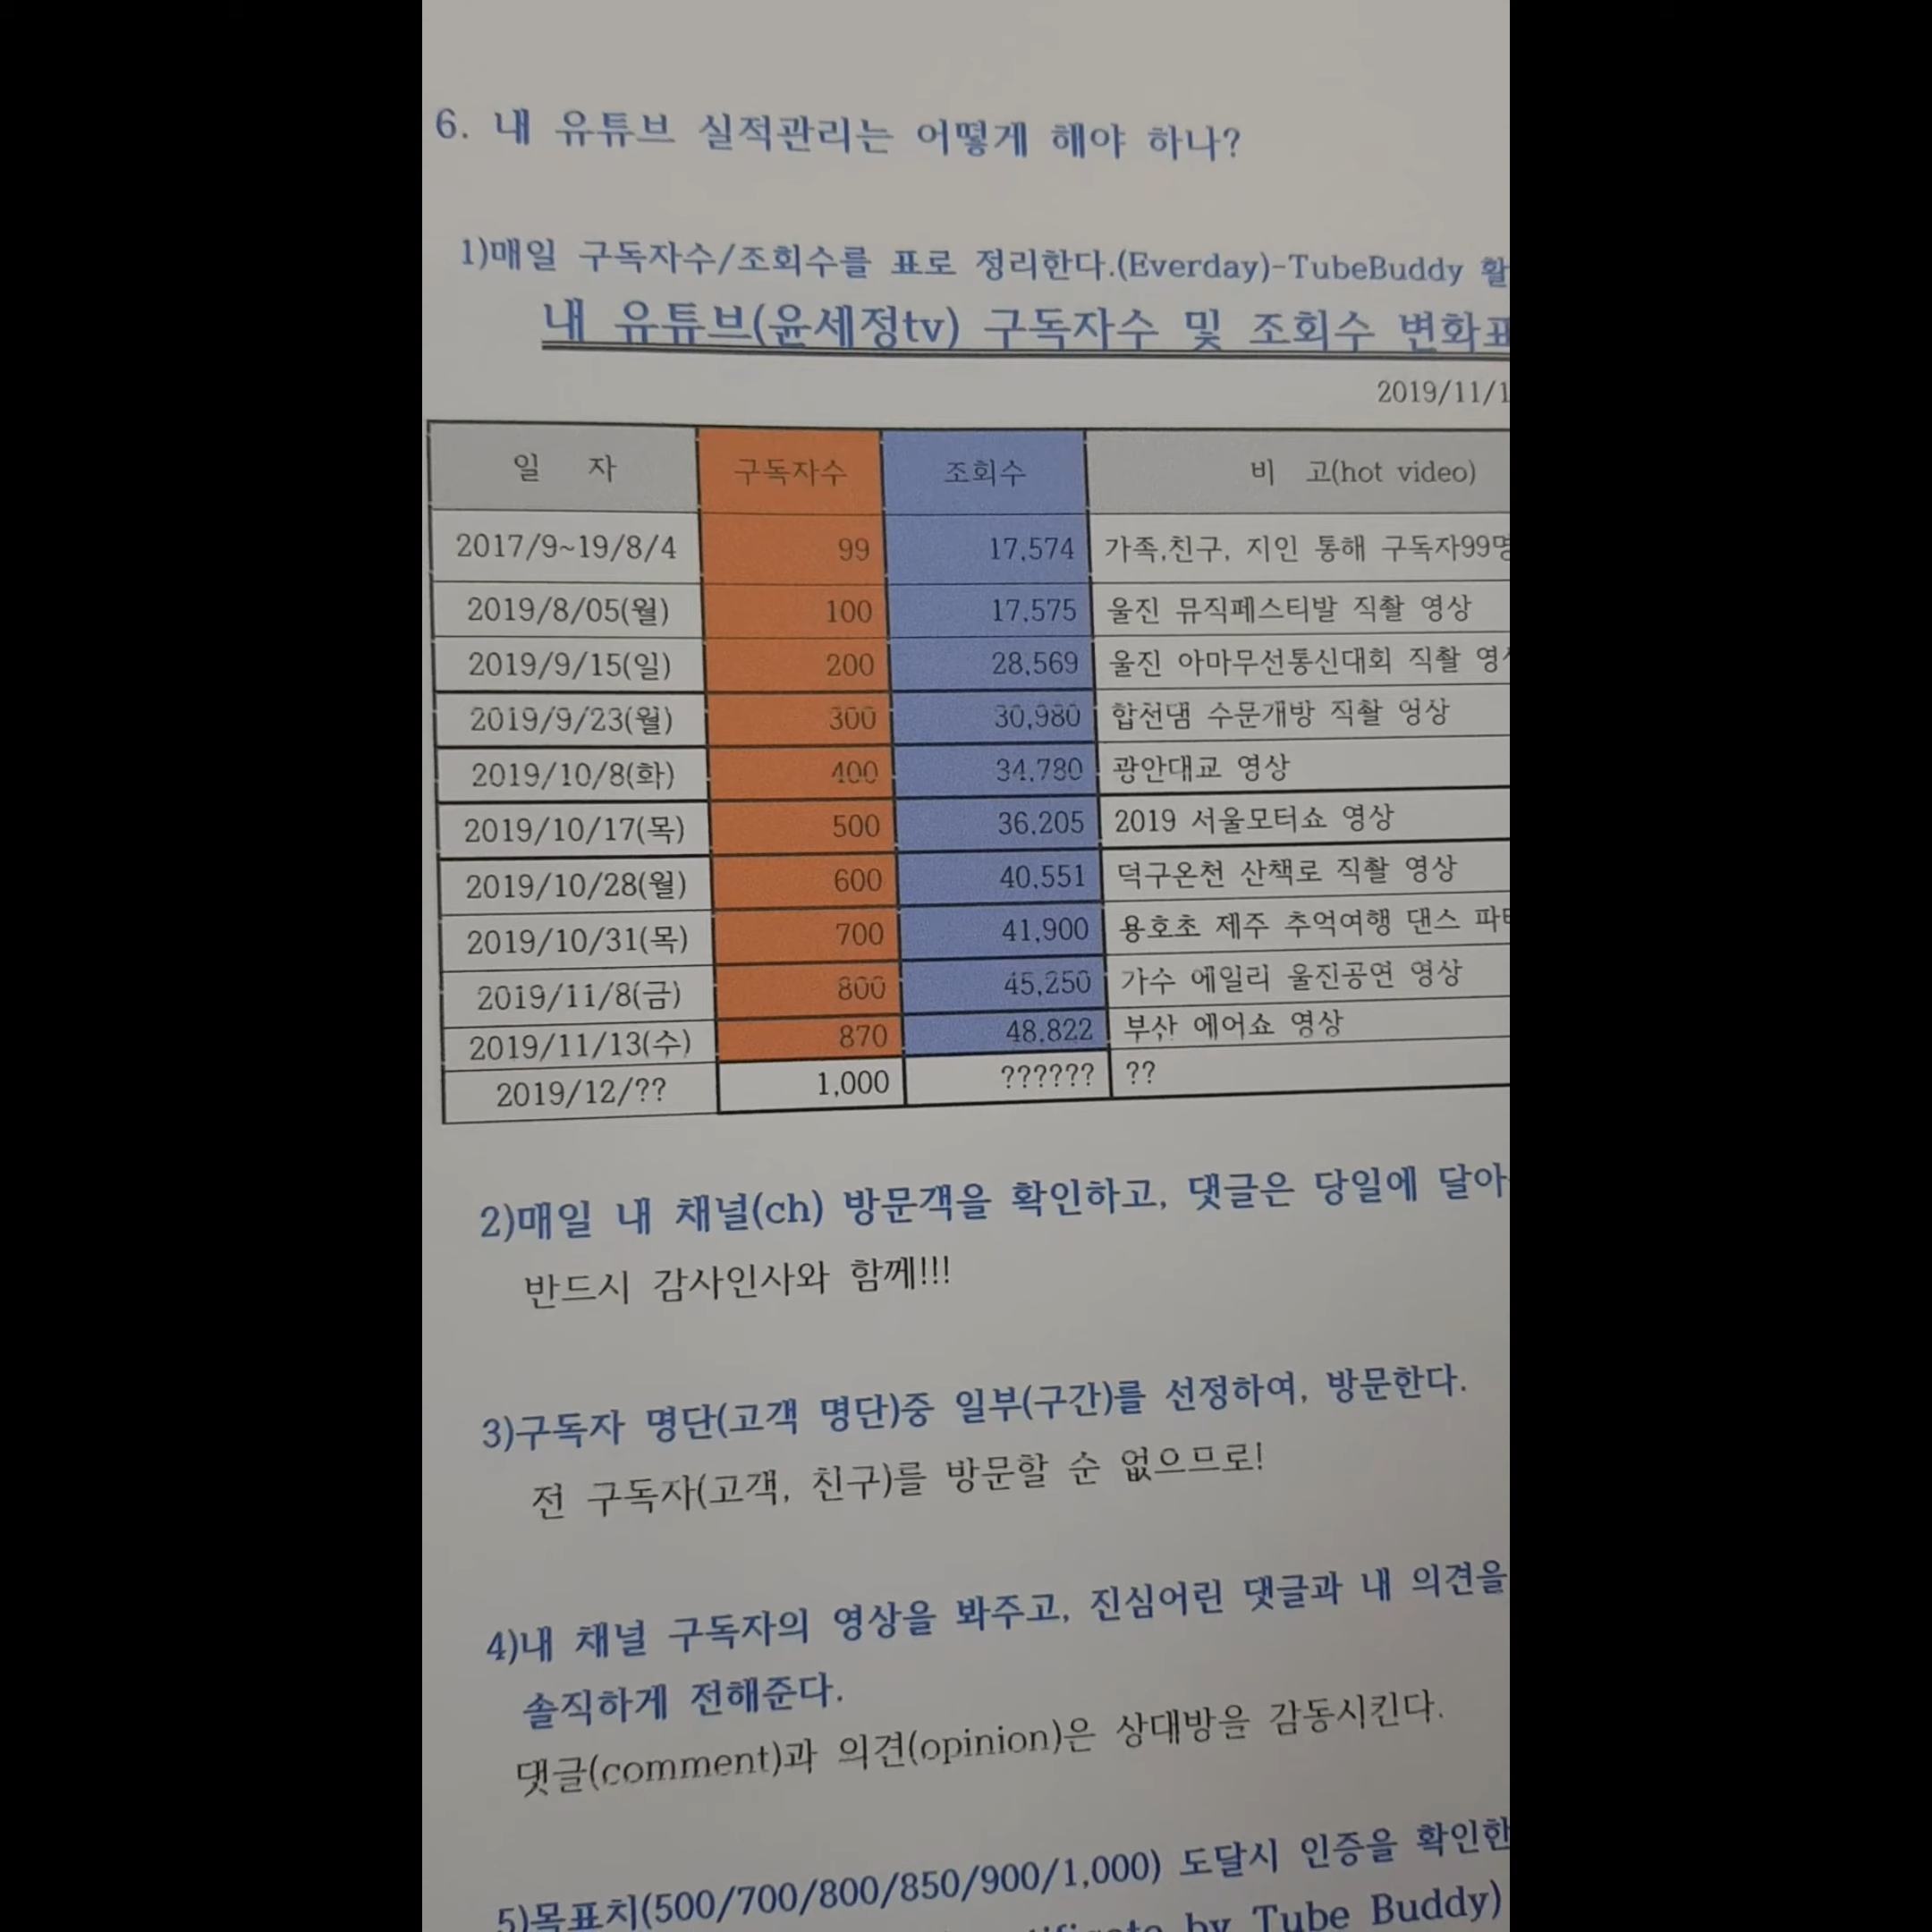 6. 내 유튜브 실적관리는 어떻게 해야 하나?
1)매일 구독자수/조회수를 표로 정리한다.(Everday)-TubeBuddy 활
내 유튜브(윤세정tv) 구독자수 및 조회수 변화표
2019/11/1
일 자 구독자수 조회수 비 고(hot video)
2017/9~19/8/4 99 17,574 가족,친구, 지인 통해 구독자99명
2019/8/05(월) 100 17,575 울진 뮤직페스티발 직촬 영상
2019/9/15(일) 200 28,569 울진 아마무선통신대회 직촬
2019/9/23(월) 300 30,980 합천댐 수문개방 직촬 영상
2019/10/8(화) 400 34,780 광안대교 영상
2019/10/17(목) 500 36,205 2019 서울모터쇼 영상
2019/10/28(월) 600 40,551 덕구온천 산책로 직촬 영상
2019/10/31(목) 700 41,900 용호초 제주 추억여행 댄스
2019/11/8(금) 800 45,250 가수 에일리 울진공연 영상
2019/11/13(수) 870 48,822 부산 에어쇼 영상
2019/12/?? 1,000 ?????? ??
2)매일 내 채널(ch) 방문객을 확인하고, 댓글은 당일에 달아
반드시 감사인사와 함께!!!
3)구독자 명단(고객 명단)중 일부(구간)를 선정하여, 방문한다.
전 구독자(고객, 친구)를 방문할 순 없으므로!
4)내 채널 구독자의 영상을 봐주고, 진심어린 댓글과 내 의견을
솔직하게 전해준다.
댓글(comment)과 의견(opinion)은 상대방을 감동시킨다.
5)목표치(500/700/800/850/900/1,000) 도달시 인증을 확인한
by Tube Buddy)